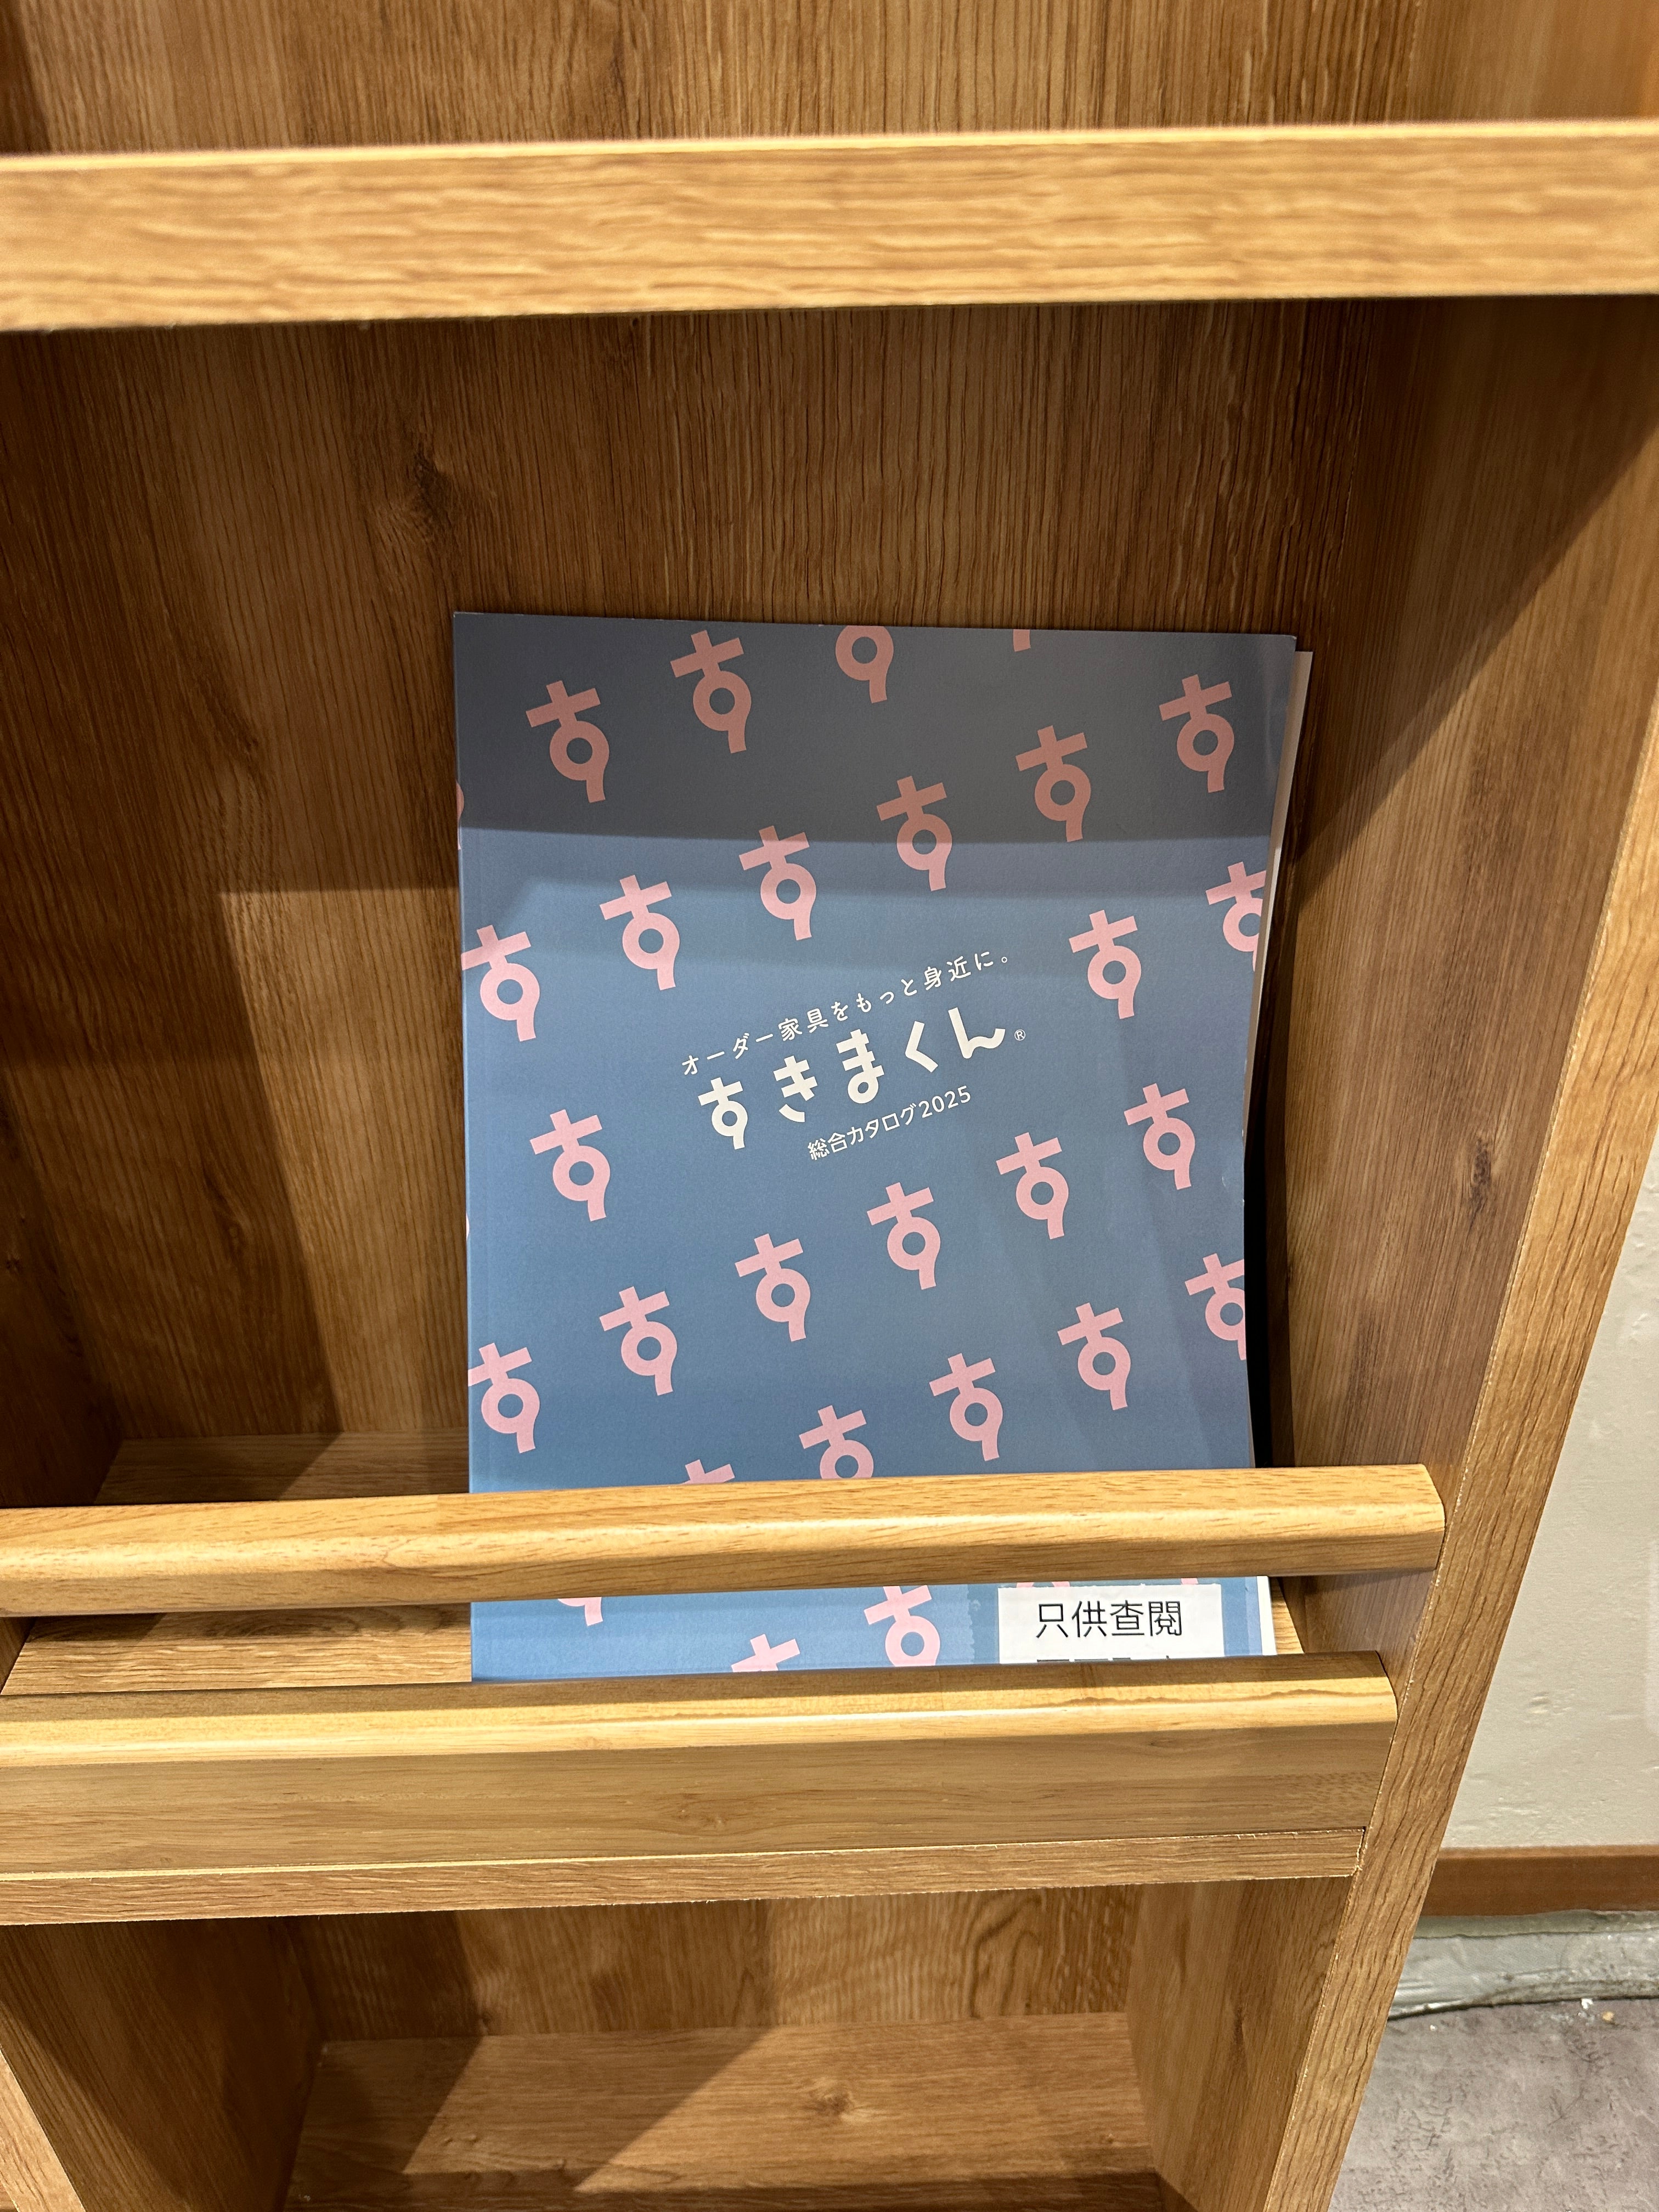 オーダー家具をもっと身近に。
すきまくん®
総合カタログ2025
只供查閱